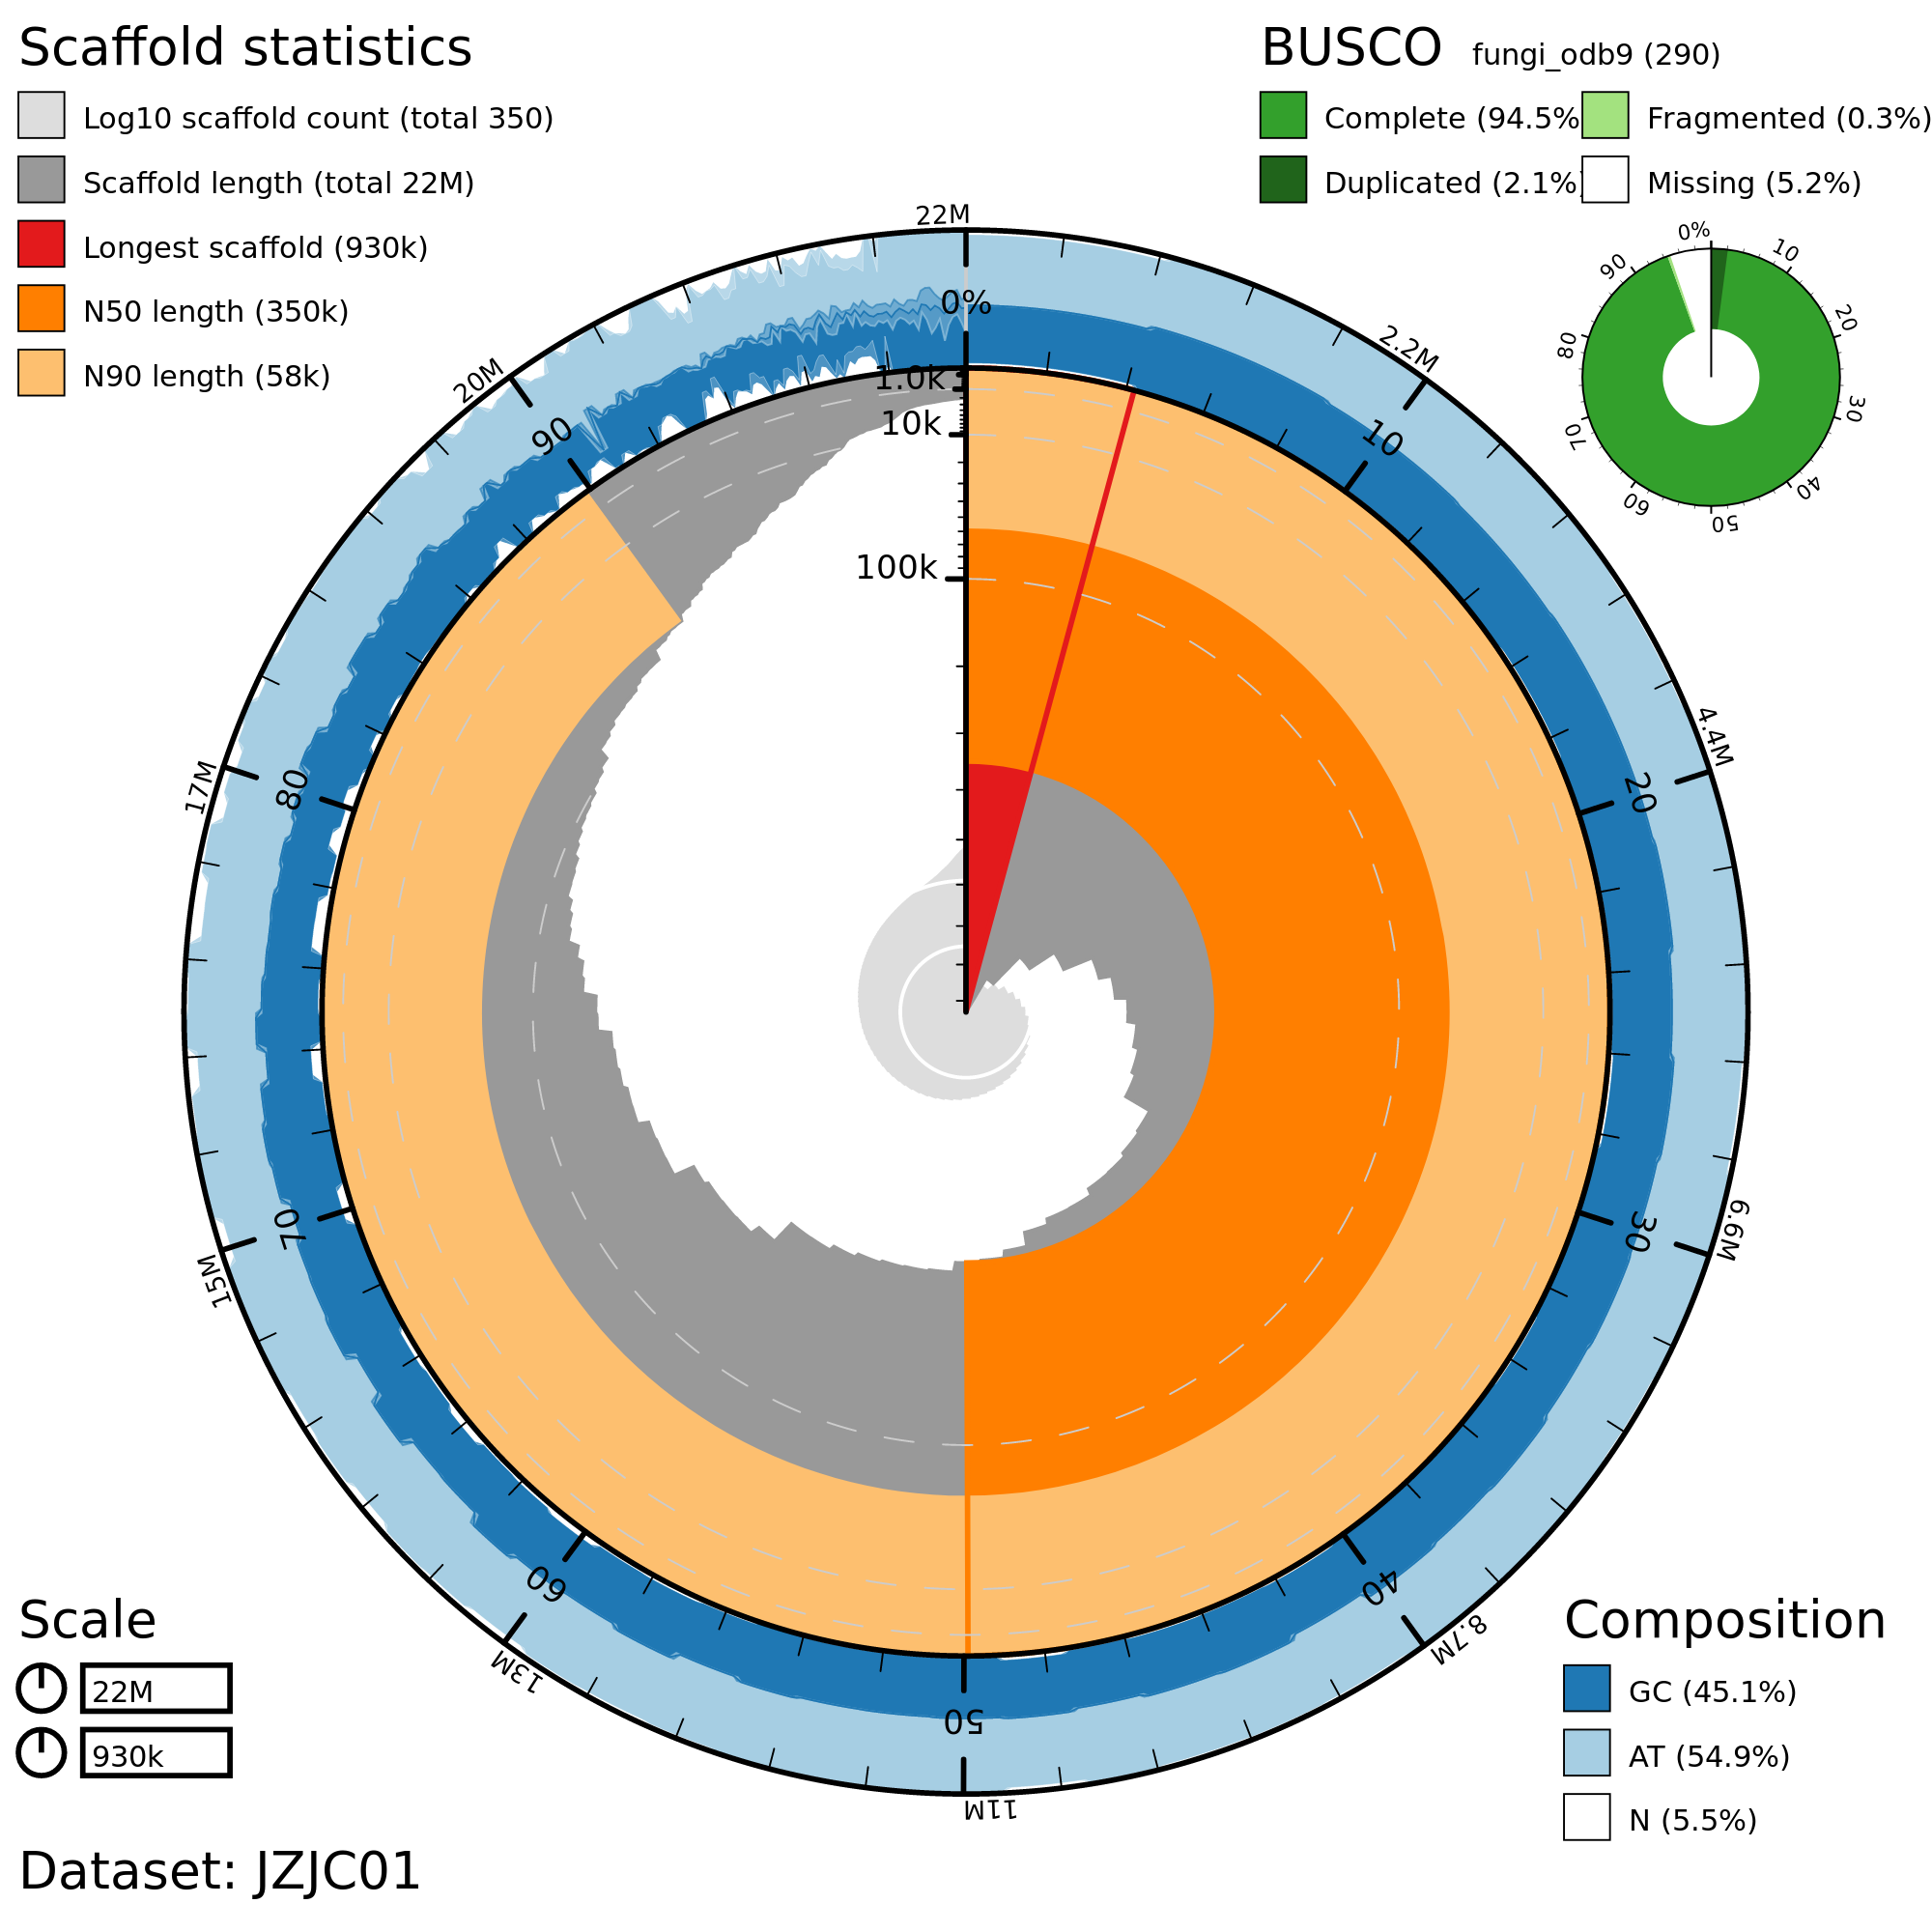 Scaffold statistics
Log10 scaffold count (total 350)
Scaffold length (total 22M)
Longest scaffold (930k)
N50 length (350k)
N90 length (58k)
BUSCO fungi_odb9 (290)
Complete (94.5% Fragmented (0.3%)
Duplicated (2.1%) Missing (5.2%)
0%
10
20
30
40
50
60
70
80
90
22M
2.2M
4.4M
6.6M
8.7M
11M
13M
15M
17M
20M
0%
10
20
30
40
50
60
70
80
90
1.0k
10k
100k
Scale
22M
930k
Composition
GC (45.1%)
AT (54.9%)
N (5.5%)
Dataset: JZJC01